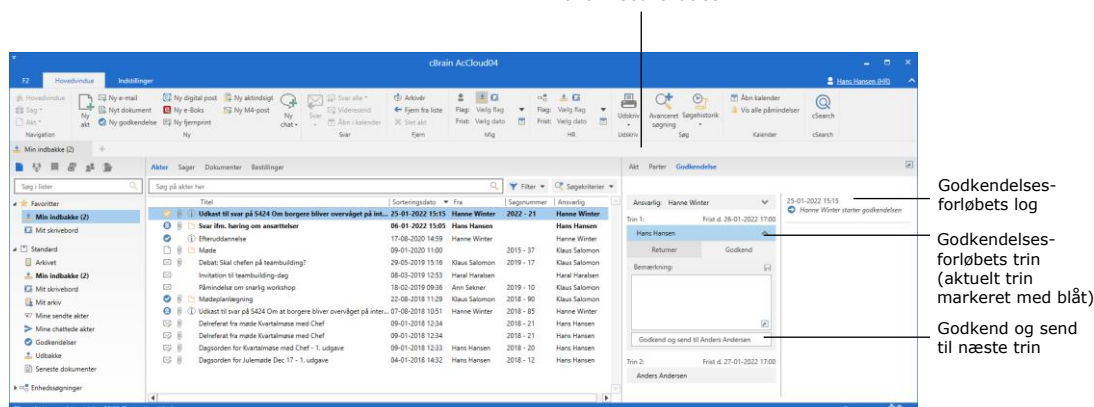 cBrain AcCloud04
F2 Hovedvindue Indstillinger Hans Hansen (HR)
Hovedvindue Ny e-mail Ny digital post Ny aktindsigt Svar alle Arkivér Åbn kalender
Sag Nyt dokument Ny e-Boks Ny M4-post Videresend Fjern fra liste Flag: Vælg flag Flag: Vælg flag Vis alle påmindelser
Akt Ny akt Ny godkendelse Ny fjernprint Ny chat Svar Åbn i kalender Slet akt Frist: Vælg dato Frist: Vælg dato Udskriv Avanceret søgning Søgehistorik cSearch
Navigation Ny Svar Fjern Mig HR Udskriv Søg Kalender cSearch
Min indbakke (2) +
Akter Sager Dokumenter Bestillinger
Søg i lister Søg på akter her Filter Søgekriterier
Titel Sorteringsdato Fra Sagsnummer Ansvarlig
Favoritter
Min indbakke (2)
Mit skrivebord
Standard
Arkivet
Min indbakke (2)
Mit skrivebord
Mit arkiv
Mine sendte akter
Mine chattede akter
Godkendelser
Udbakke
Seneste dokumenter
Enhedssøgninger
Udkast til svar på S424 Om borgere bliver overvåget på int... 25-01-2022 15:15 Hanne Winter 2022 - 21 Hanne Winter
Svar ifm. høring om ansættelser 06-01-2022 15:05 Hans Hansen Hans Hansen
Efteruddannelse 17-08-2020 14:59 Hanne Winter Hanne Winter
Møde 09-01-2020 11:00 2015 - 37 Klaus Salomon
Debat: Skal chefen på teambuilding? 29-05-2019 15:16 Klaus Salomon 2019 - 17 Klaus Salomon
Invitation til teambuilding-dag 08-03-2019 12:53 Haral Haralsen Haral Haralsen
Påmindelse om snarlig workshop 18-02-2019 09:36 Ann Sekner 2019 - 10 Klaus Salomon
Mødeplanlægning 22-08-2018 11:29 Klaus Salomon 2018 - 90 Klaus Salomon
Udkast til svar på S424 Om at borgere bliver overvåget på inter... 07-08-2018 10:51 Hanne Winter 2018 - 85 Hanne Winter
Delreferat fra møde Kvartalmøse med Chef 09-01-2018 12:34 2018 - 21 Hans Hansen
Delreferat fra møde Kvartalmøse med Chef 09-01-2018 12:34 2018 - 21 Hans Hansen
Dagsorden for Kvartalmøse med Chef - 1. udgave 09-01-2018 12:33 Hans Hansen 2018 - 20 Hans Hansen
Dagsorden for Julemøde Dec 17 - 1. udgave 04-01-2018 14:32 Hans Hansen 2018 - 12 Hans Hansen
Akt Parter Godkendelse
Ansvarlig: Hanne Winter
Trin 1: Frist d. 26-01-2022 17:00
Hans Hansen
Returner Godkend
Bemærkning:
Godkend og send til Anders Andersen
Trin 2: Frist d. 27-01-2022 17:00
Anders Andersen
25-01-2022 15:15
Hanne Winter starter godkendelsen
Godkendelses-
forløbets log
Godkendelses-
forløbets trin
(aktuelt trin
markeret med blåt)
Godkend og send
til næste trin